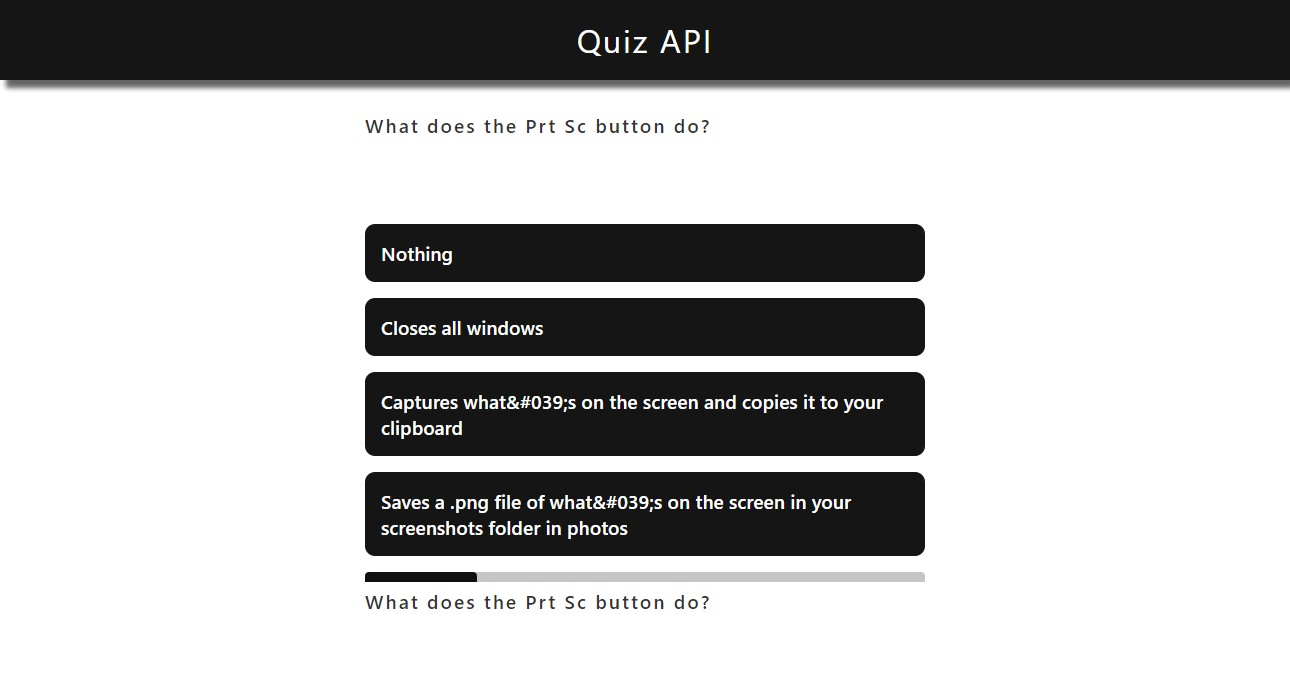 Quiz API
What does the Prt Sc button do?
Nothing
Closes all windows
Captures what&#039;s on the screen and copies it to your
clipboard
Saves a .png file of what&#039;s on the screen in your
screenshots folder in photos
What does the Prt Sc button do?